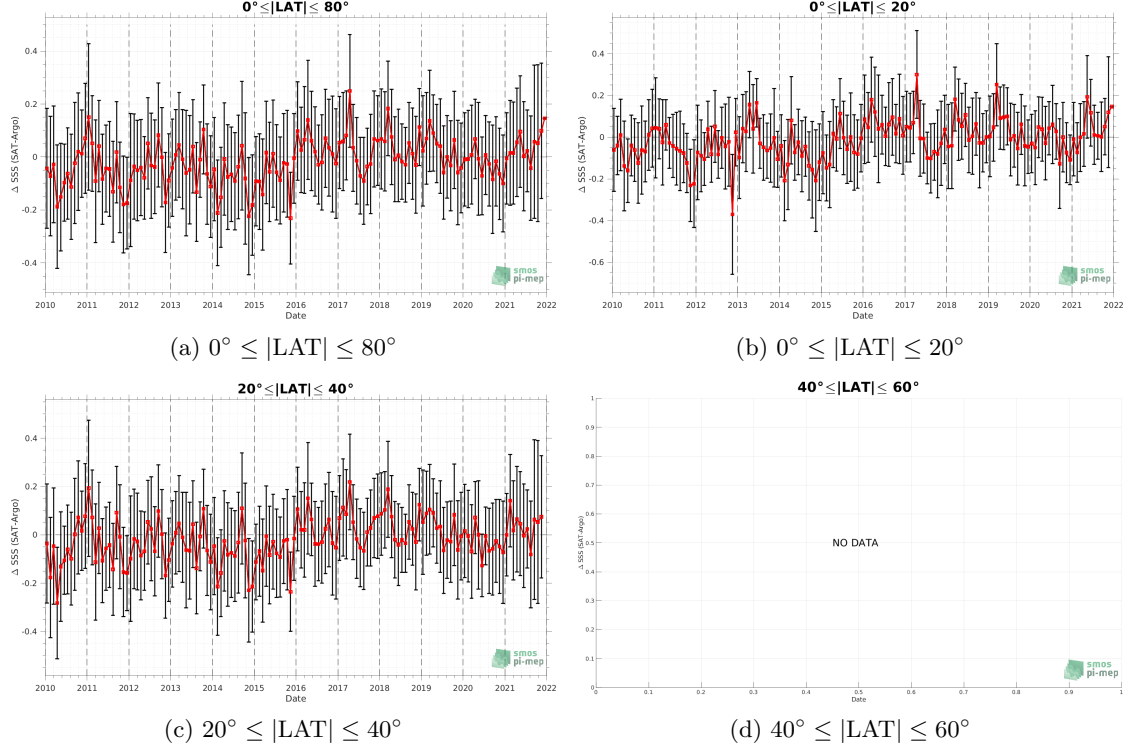 0°≤|LAT|≤ 80°
0.4
0.2
0
-0.2
-0.4
Δ SSS (SAT-Argo)
2010 2011 2012 2013 2014 2015 2016 2017 2018 2019 2020 2021 2022
Date
smos
pi-mep
(a) 0° ≤ |LAT| ≤ 80°
0°≤|LAT|≤ 20°
0.4
0.2
0
-0.2
-0.4
-0.6
Δ SSS (SAT-Argo)
2010 2011 2012 2013 2014 2015 2016 2017 2018 2019 2020 2021 2022
Date
smos
pi-mep
(b) 0° ≤ |LAT| ≤ 20°
20°≤|LAT|≤ 40°
0.4
0.2
0
-0.2
-0.4
Δ SSS (SAT-Argo)
2010 2011 2012 2013 2014 2015 2016 2017 2018 2019 2020 2021 2022
Date
smos
pi-mep
(c) 20° ≤ |LAT| ≤ 40°
40°≤|LAT|≤ 60°
1
0.9
0.8
0.7
0.6
0.5
0.4
0.3
0.2
0.1
0
Δ SSS (SAT-Argo)
NO DATA
0 0.1 0.2 0.3 0.4 0.5 0.6 0.7 0.8 0.9 1
Date
smos
pi-mep
(d) 40° ≤ |LAT| ≤ 60°